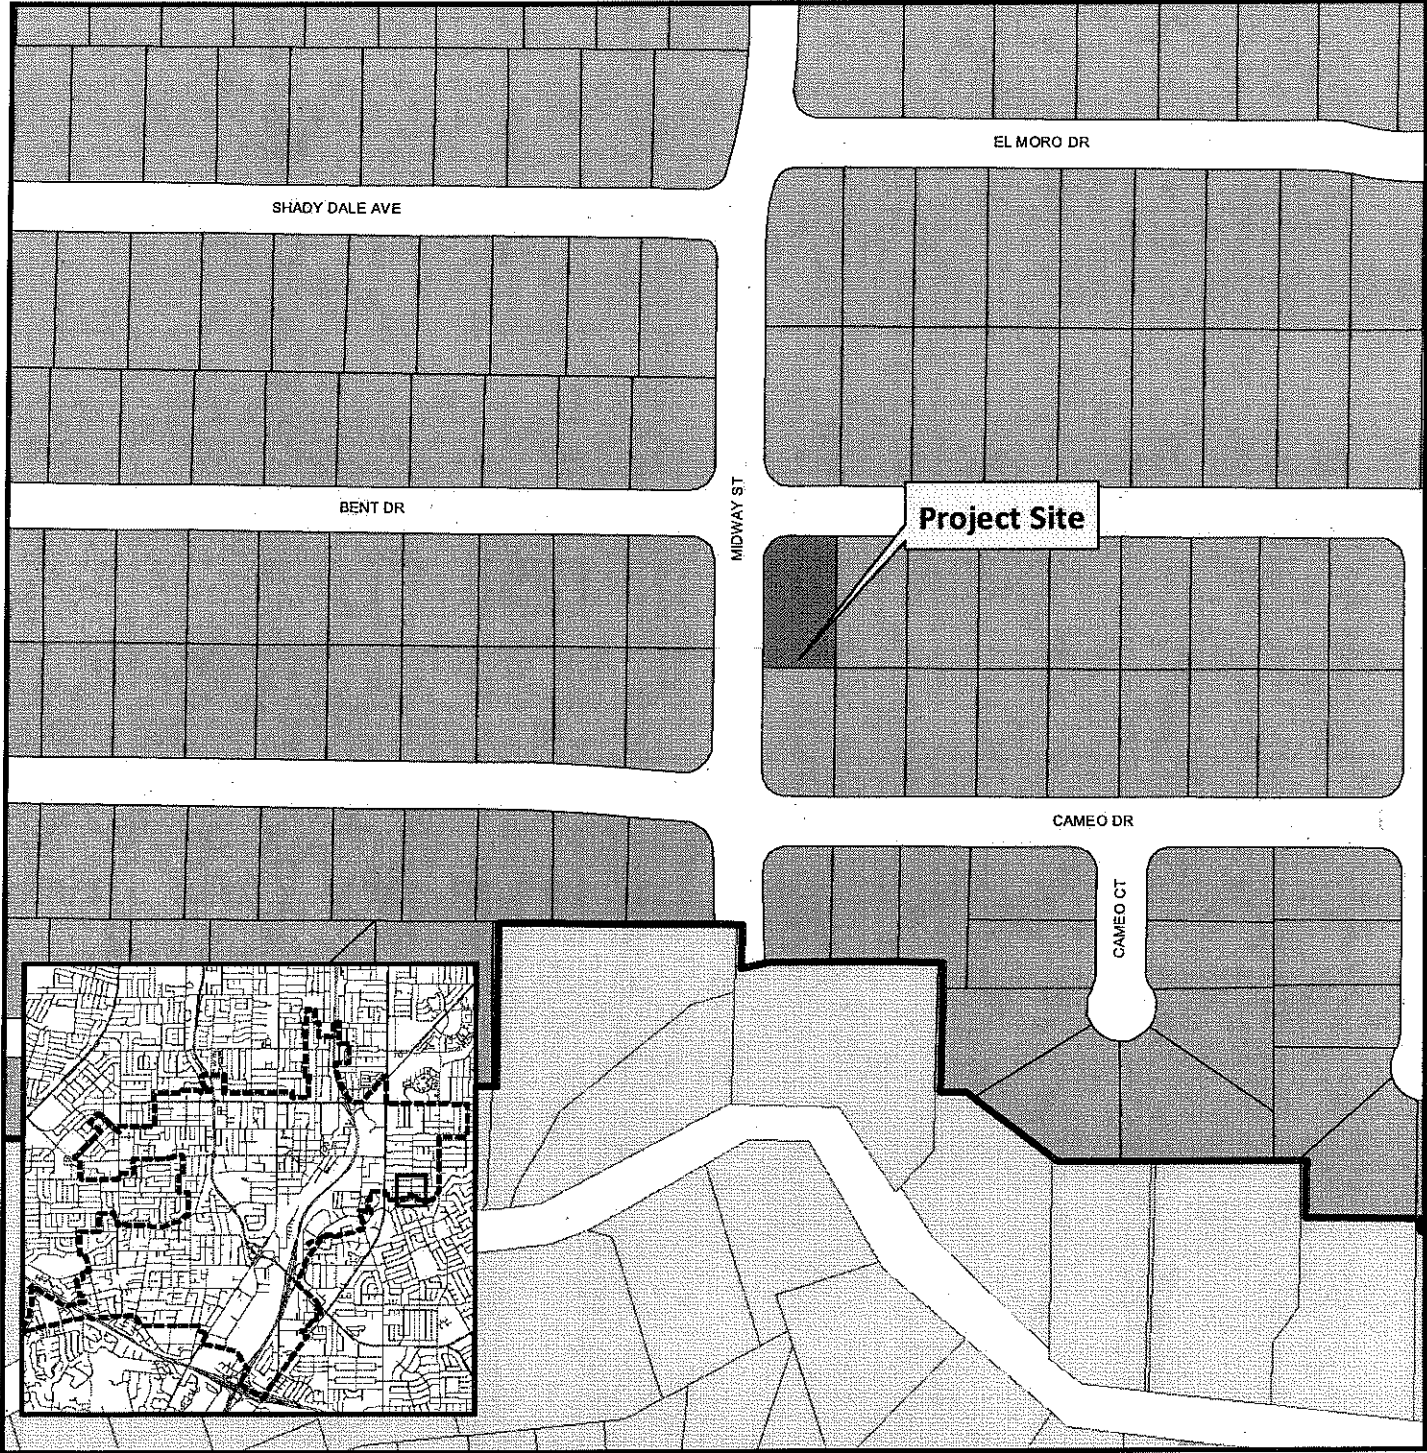 EL MORO DR
SHADY DALE AVE
BENT DR
MIDWAY ST
Project Site
CAMEO DR
CAMEO CT